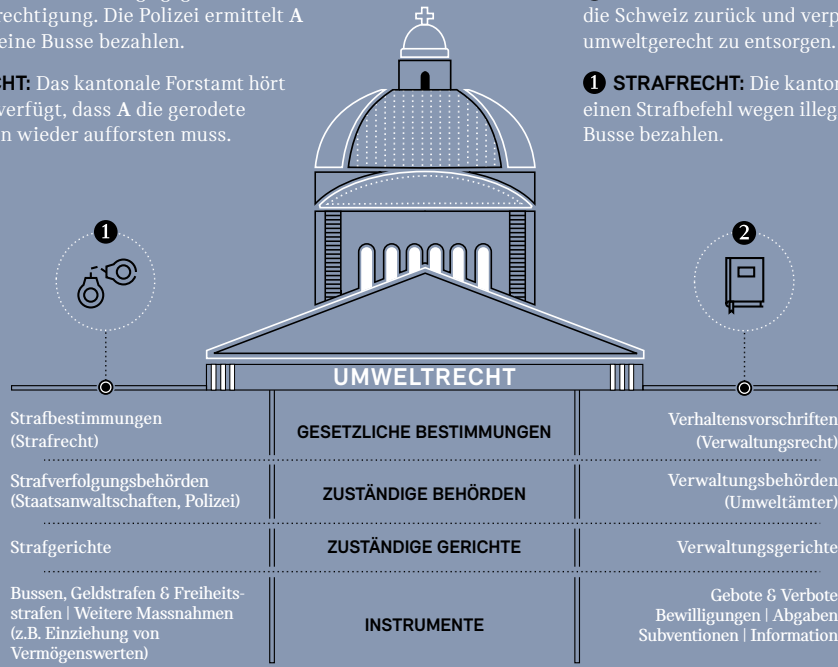 rechtigung. Die Polizei ermittelt A
eine Busse bezahlen.
CHT: Das kantonale Forstamt hört
verfügt, dass A die gerodete
n wieder aufforsten muss.
die Schweiz zurück und verp
umweltgerecht zu entsorgen.
1 STRAFRECHT: Die kanton
einen Strafbefehl wegen illeg
Busse bezahlen.
1
2
UMWELTRECHT
Strafbestimmungen
(Strafrecht)
GESETZLICHE BESTIMMUNGEN
Verhaltensvorschriften
(Verwaltungsrecht)
Strafverfolgungsbehörden
(Staatsanwaltschaften, Polizei)
ZUSTÄNDIGE BEHÖRDEN
Verwaltungsbehörden
(Umweltämter)
Strafgerichte
ZUSTÄNDIGE GERICHTE
Verwaltungsgerichte
Bussen, Geldstrafen & Freiheits-
strafen | Weitere Massnahmen
(z.B. Einziehung von
Vermögenswerten)
INSTRUMENTE
Gebote & Verbote
Bewilligungen | Abgaben
Subventionen | Information